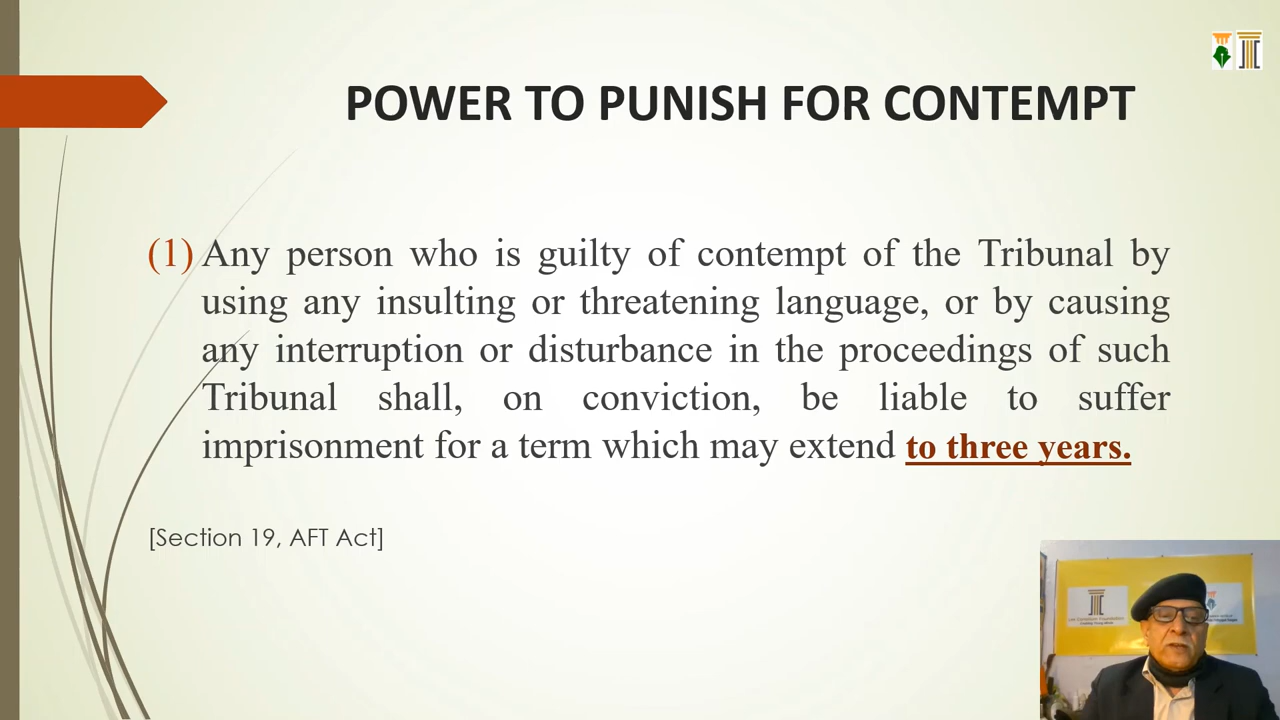 POWER TO PUNISH FOR CONTEMPT
(1) Any person who is guilty of contempt of the Tribunal by
using any insulting or threatening language, or by causing
any interruption or disturbance in the proceedings of such
Tribunal shall, on conviction, be liable to suffer
imprisonment for a term which may extend to three years.
[Section 19, AFT Act]